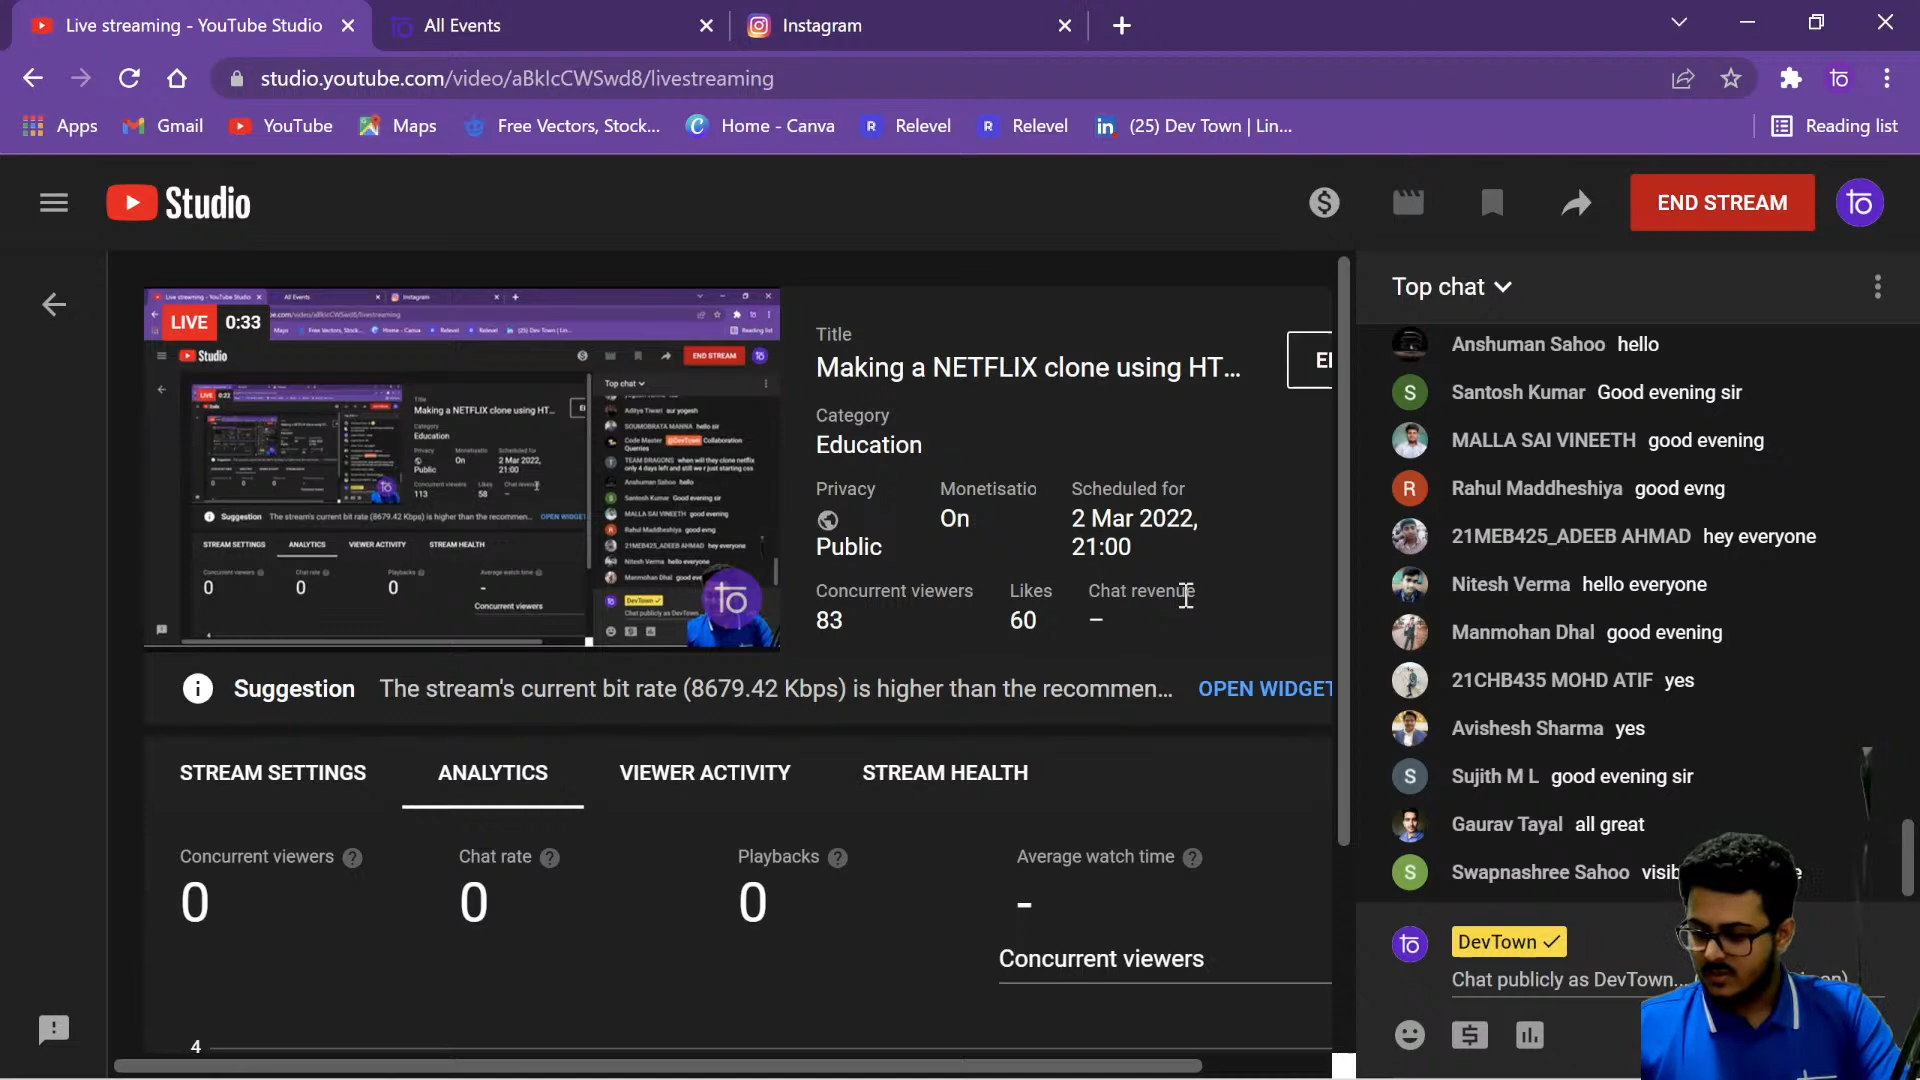 Live streaming - YouTube Studio
All Events
Instagram
studio.youtube.com/video/aBkIcCWSwd8/livestreaming
Apps
Gmail
YouTube
Maps
Free Vectors, Stock...
Home - Canva
Relevel
Relevel
(25) Dev Town | Lin...
Reading list
Studio
END STREAM
LIVE 0:33
Title
Making a NETFLIX clone using HT...
Category
Education
Privacy
Public
Monetisatio
On
Scheduled for
2 Mar 2022,
21:00
Concurrent viewers
83
Likes
60
Chat revenue
–
Suggestion The stream's current bit rate (8679.42 Kbps) is higher than the recommen... OPEN WIDGET
STREAM SETTINGS
ANALYTICS
VIEWER ACTIVITY
STREAM HEALTH
Concurrent viewers
0
Chat rate
0
Playbacks
0
Average watch time
-
Concurrent viewers
4
Top chat
Anshuman Sahoo hello
Santosh Kumar Good evening sir
MALLA SAI VINEETH good evening
Rahul Maddheshiya good evng
21MEB425_ADEEB AHMAD hey everyone
Nitesh Verma hello everyone
Manmohan Dhal good evening
21CHB435 MOHD ATIF yes
Avishesh Sharma yes
Sujith M L good evening sir
Gaurav Tayal all great
Swapnashree Sahoo
DevTown
Chat publicly as DevTown...